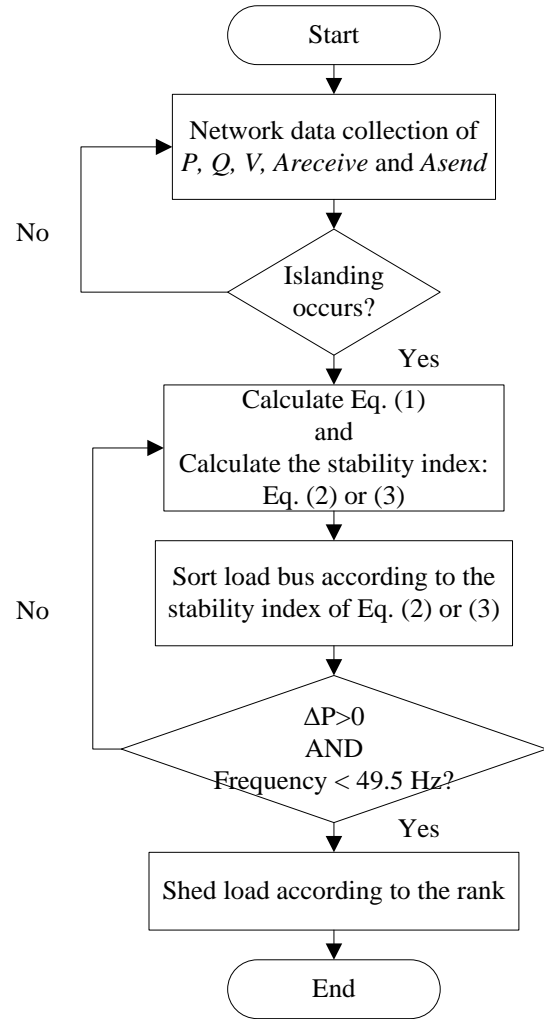 Start
Network data collection of
P, Q, V, Areceive and Asend
No
Islanding
occurs?
Yes
Calculate Eq. (1)
and
Calculate the stability index:
Eq. (2) or (3)
Sort load bus according to the
stability index of Eq. (2) or (3)
No
ΔP>0
AND
Frequency < 49.5 Hz?
Yes
Shed load according to the rank
End